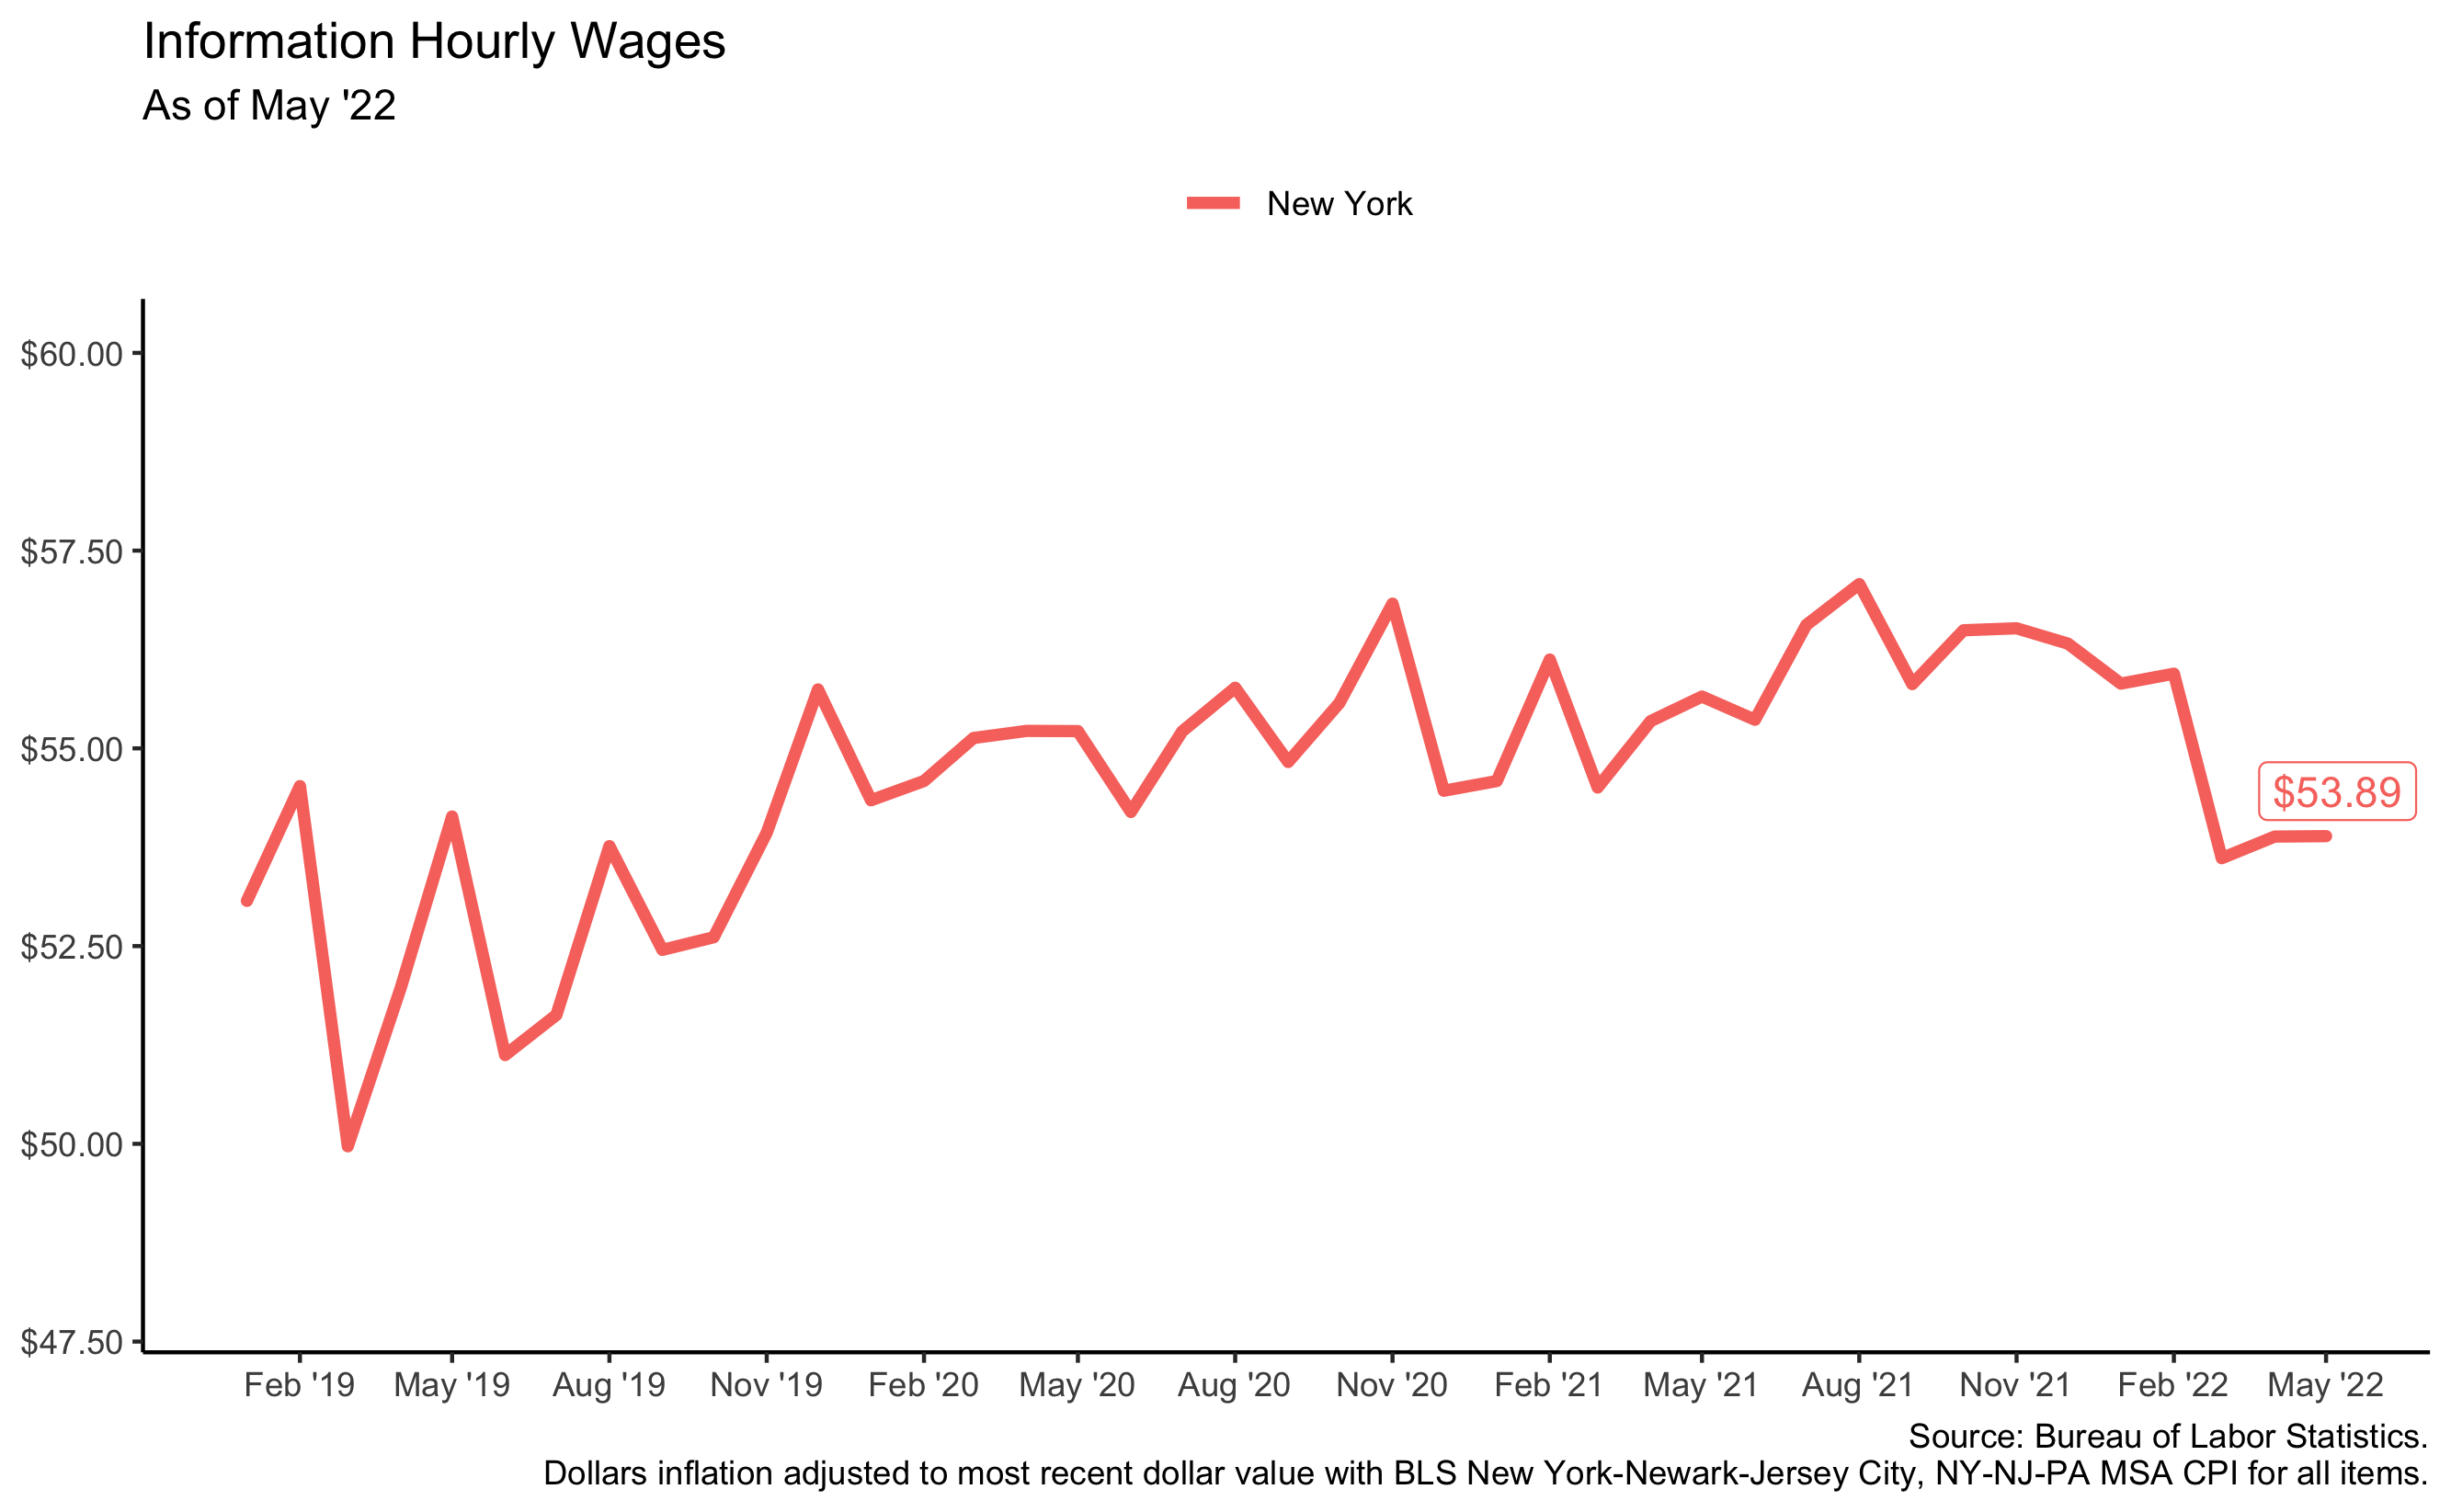 Information Hourly Wages
As of May '22
New York
$60.00
$57.50
$55.00
$52.50
$50.00
$47.50
$53.89
Feb '19 May '19 Aug '19 Nov '19 Feb '20 May '20 Aug '20 Nov '20 Feb '21 May '21 Aug '21 Nov '21 Feb '22 May '22
Source: Bureau of Labor Statistics.
Dollars inflation adjusted to most recent dollar value with BLS New York-Newark-Jersey City, NY-NJ-PA MSA CPI for all items.